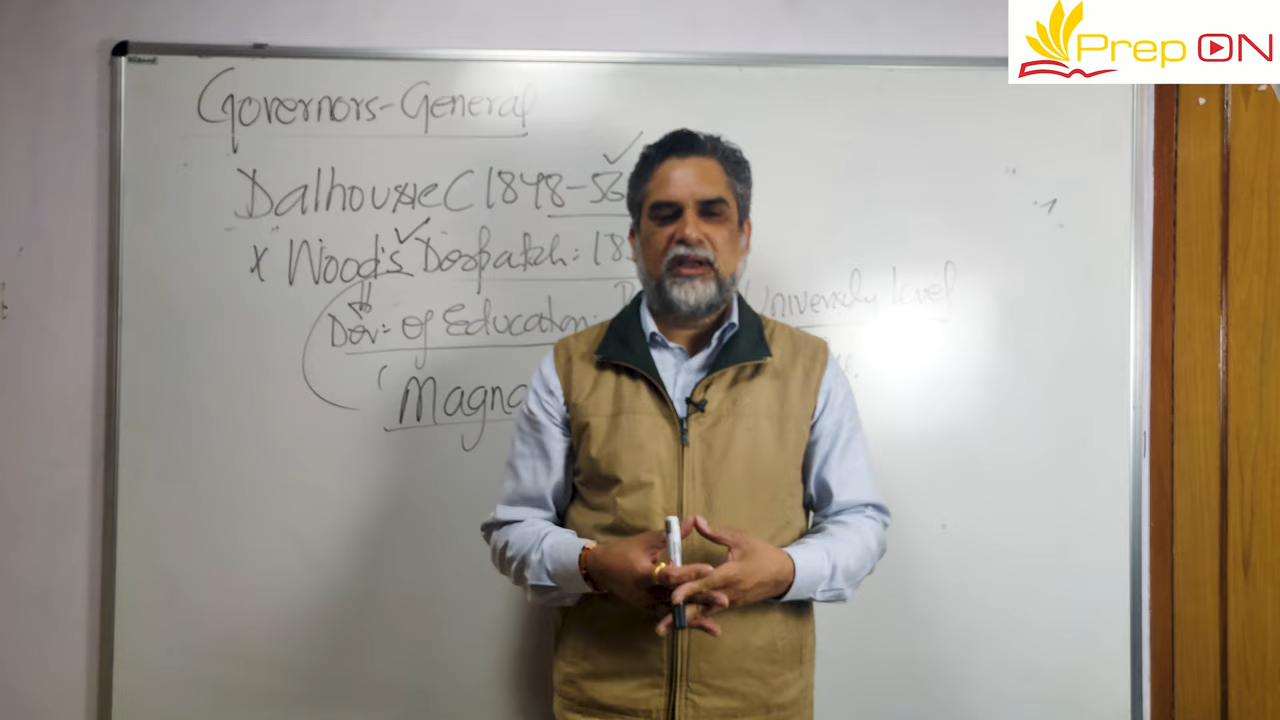 Prep ON
Governors-General
Dalhousie (1848-56
x Wood's Despatch: 18
Dev: of Education: University Level
Magna